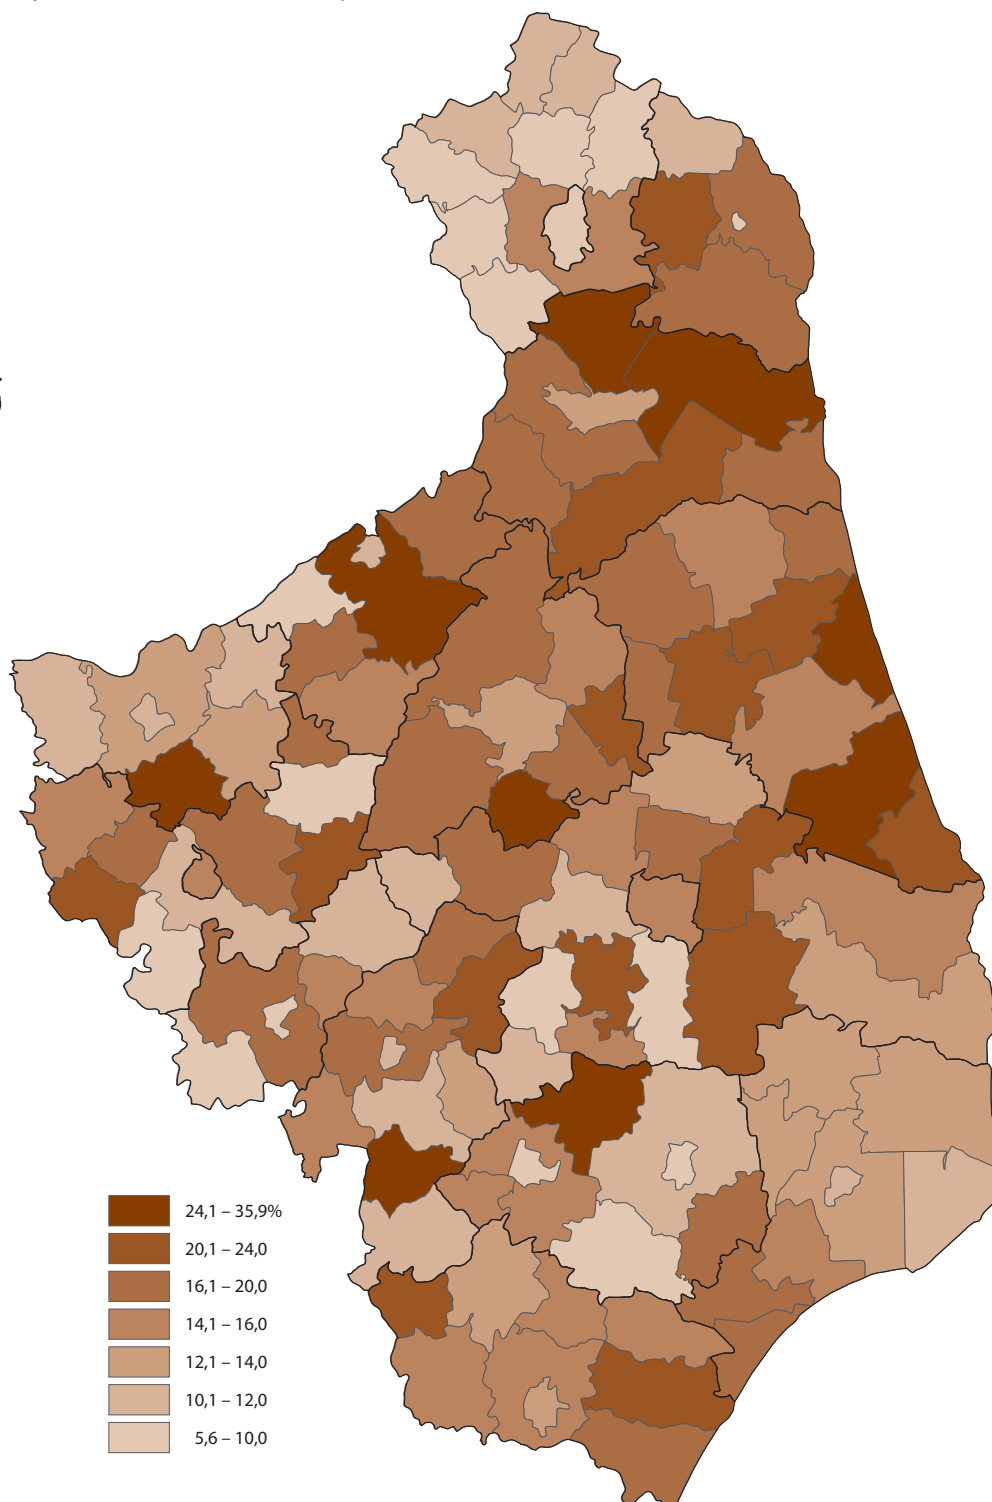 24,1 – 35,9%
20,1 – 24,0
16,1 – 20,0
14,1 – 16,0
12,1 – 14,0
10,1 – 12,0
5,6 – 10,0